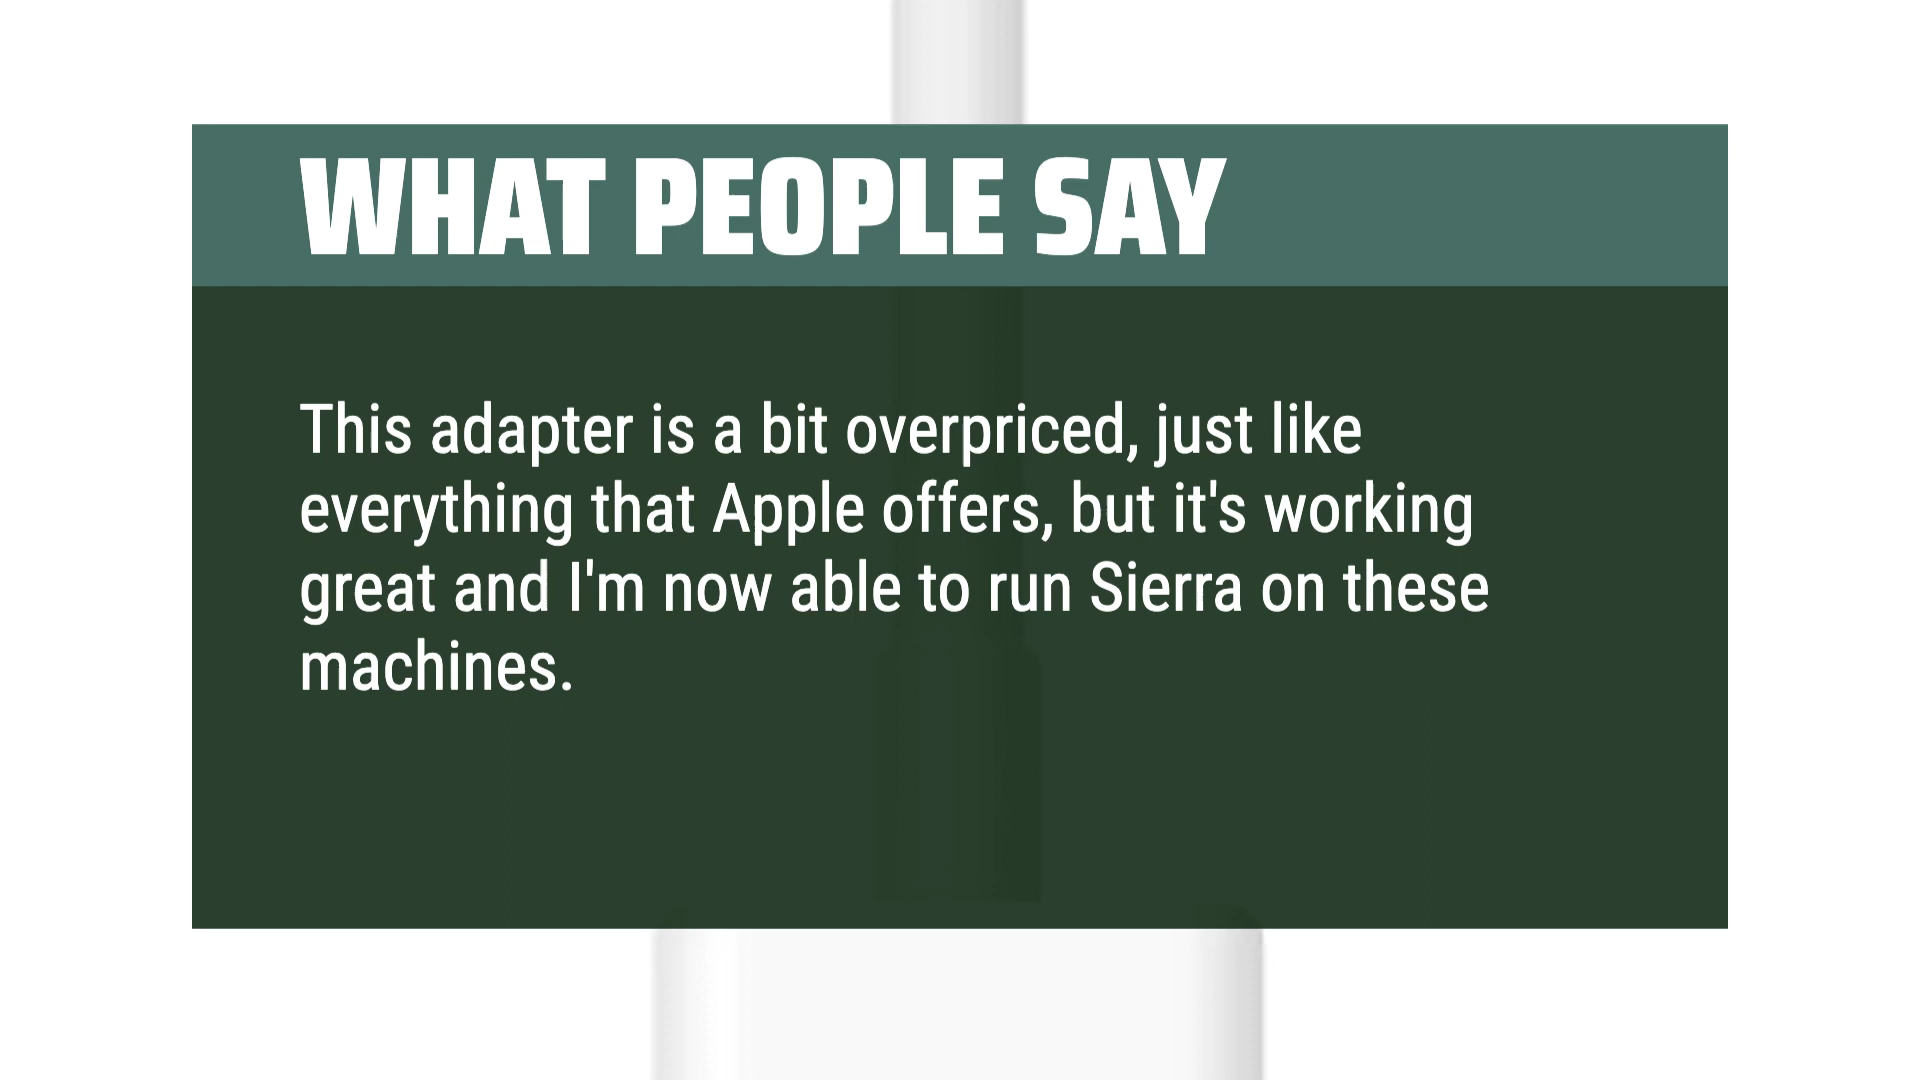 WHAT PEOPLE SAY
This adapter is a bit overpriced, just like
everything that Apple offers, but it's working
great and I'm now able to run Sierra on these
machines.